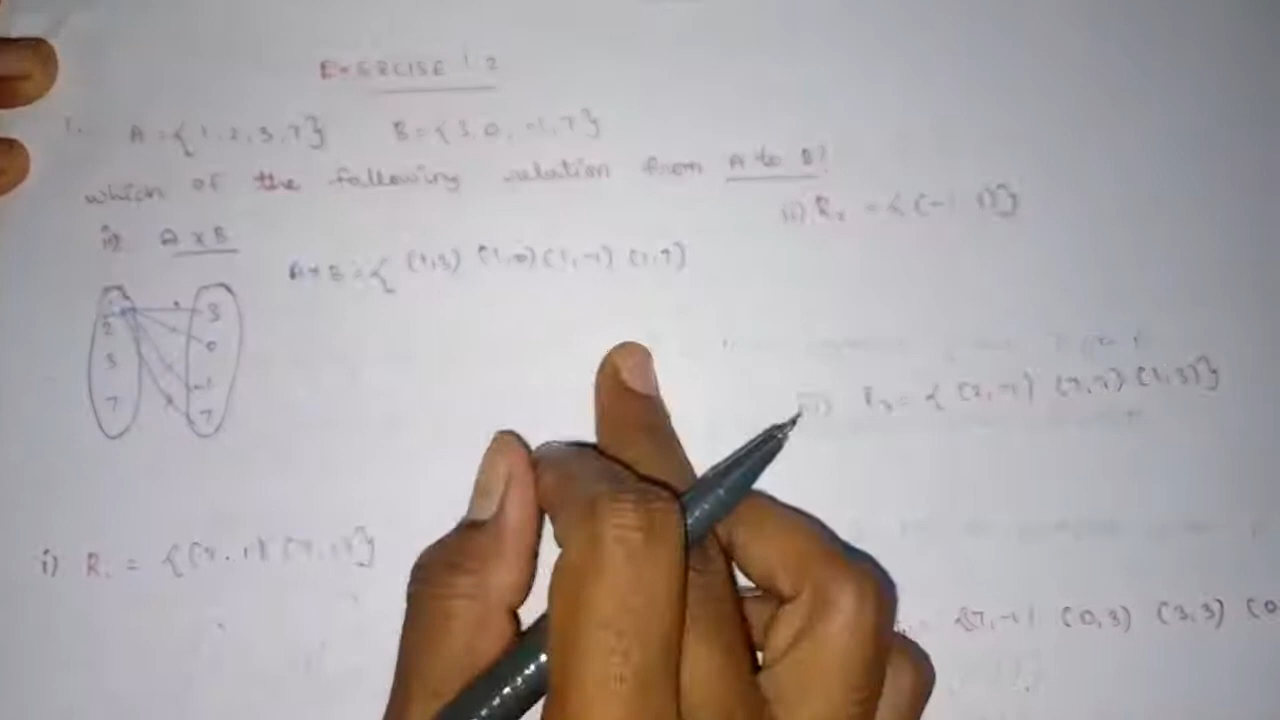 EXERCISE 1.2
1. A = {1, 2, 3, 7} B = {3, 0, -1, 7}
which of the following relation from A to B?
A x B
ii) R₂ = {(-1 1)}
A x B = { (1,3) (1,0) (1,-1) (1,7)
1 3
2 0
3 -1
7 7
iii) R₃ = { (2,-1) (7,7) (1,3)}
i) R₁ = {(2,1) (7,1)}
{(7,-1) (0,3) (3,3) (0